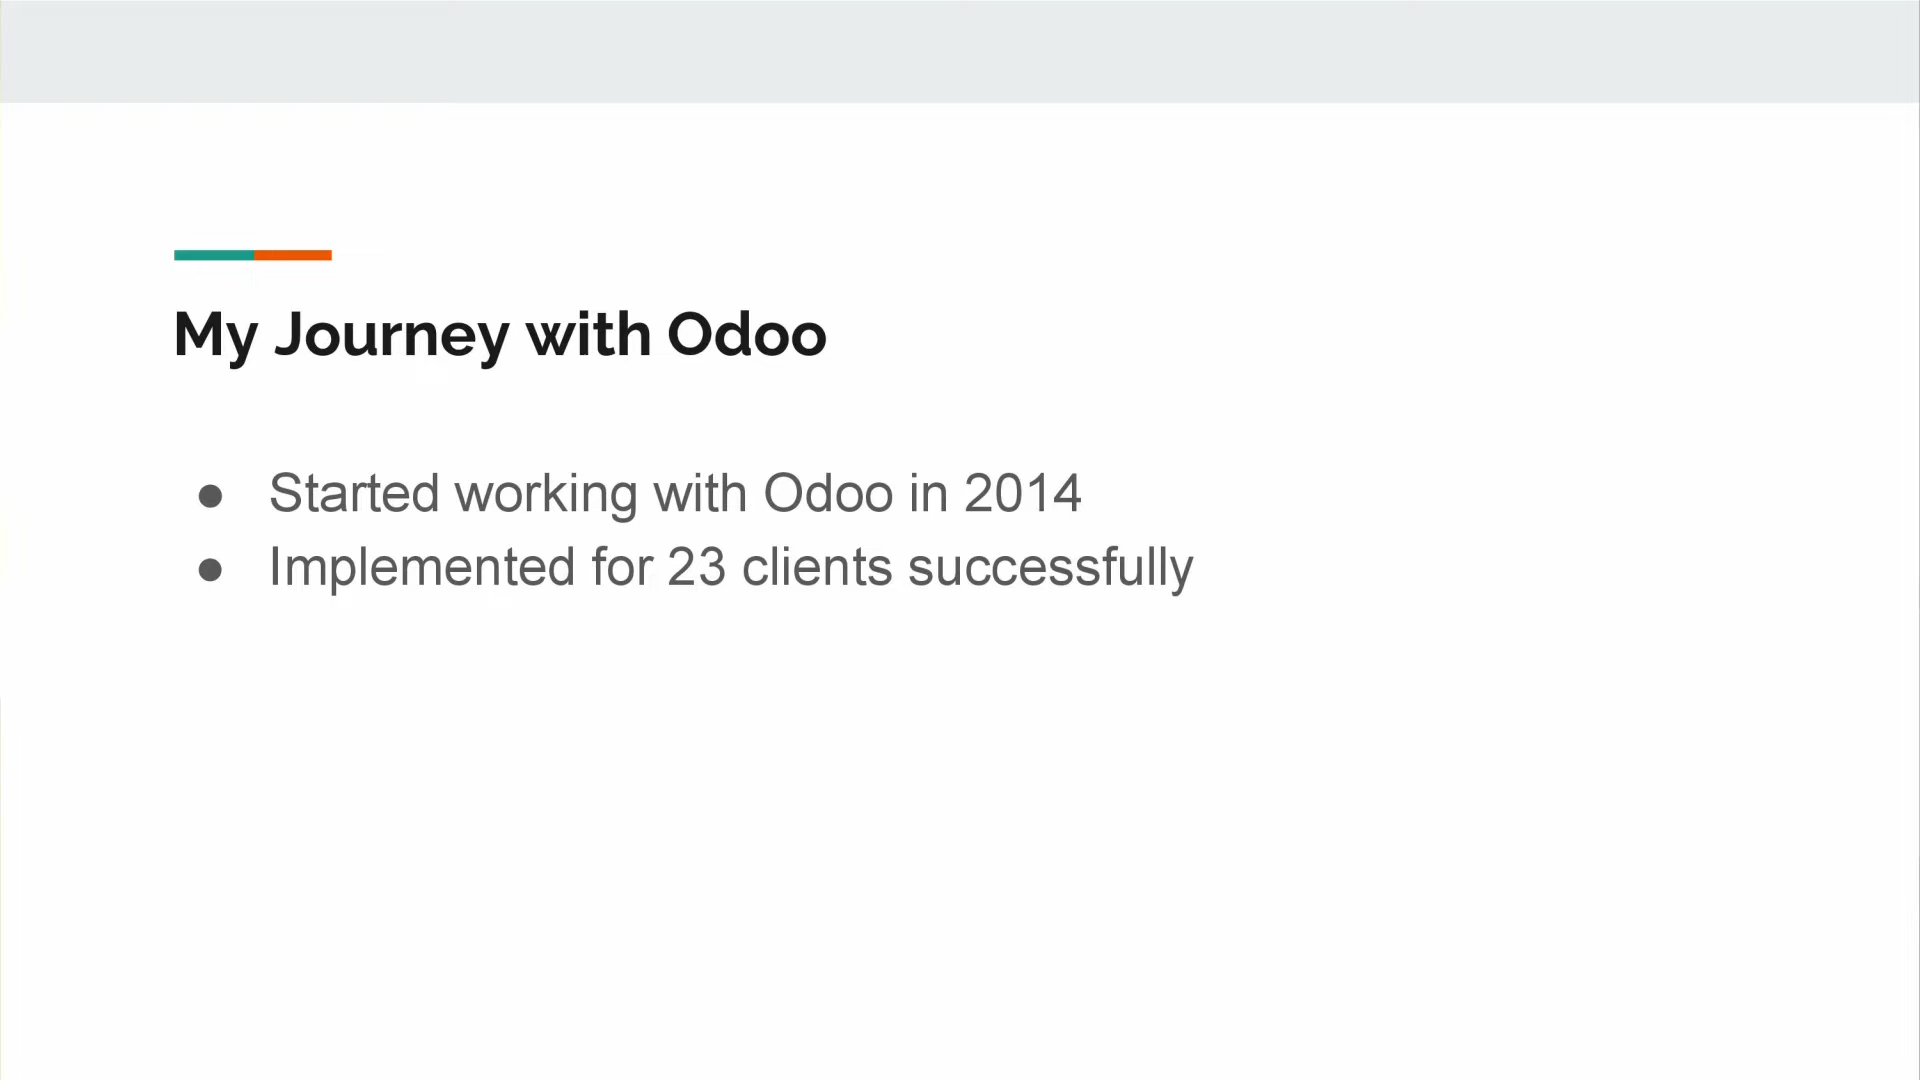 My Journey with Odoo
● Started working with Odoo in 2014
● Implemented for 23 clients successfully